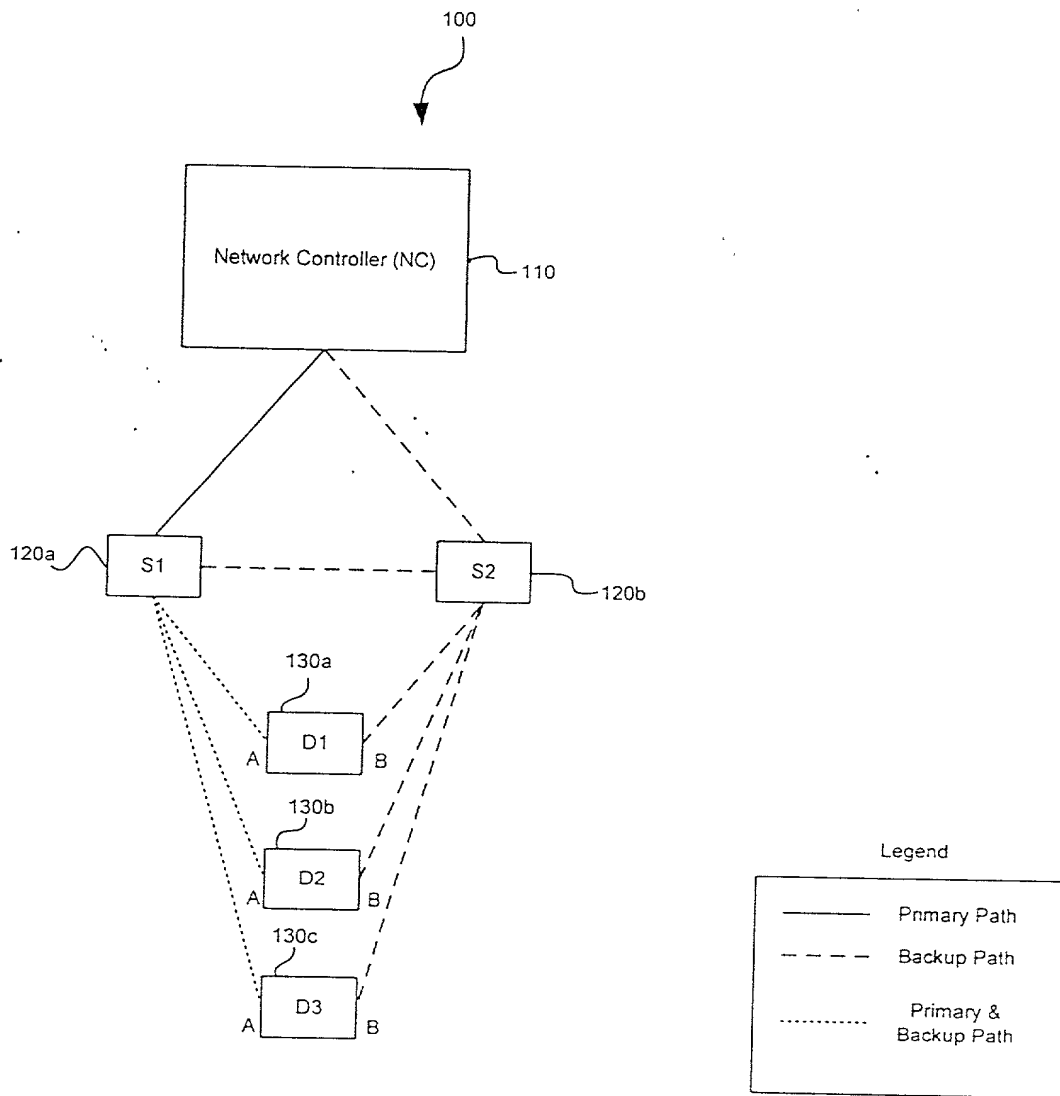 100
Network Controller (NC)
110
120a
S1
S2
120b
130a
D1
A
B
130b
D2
A
B
130c
D3
A
B
Legend
Primary Path
Backup Path
Primary &
Backup Path